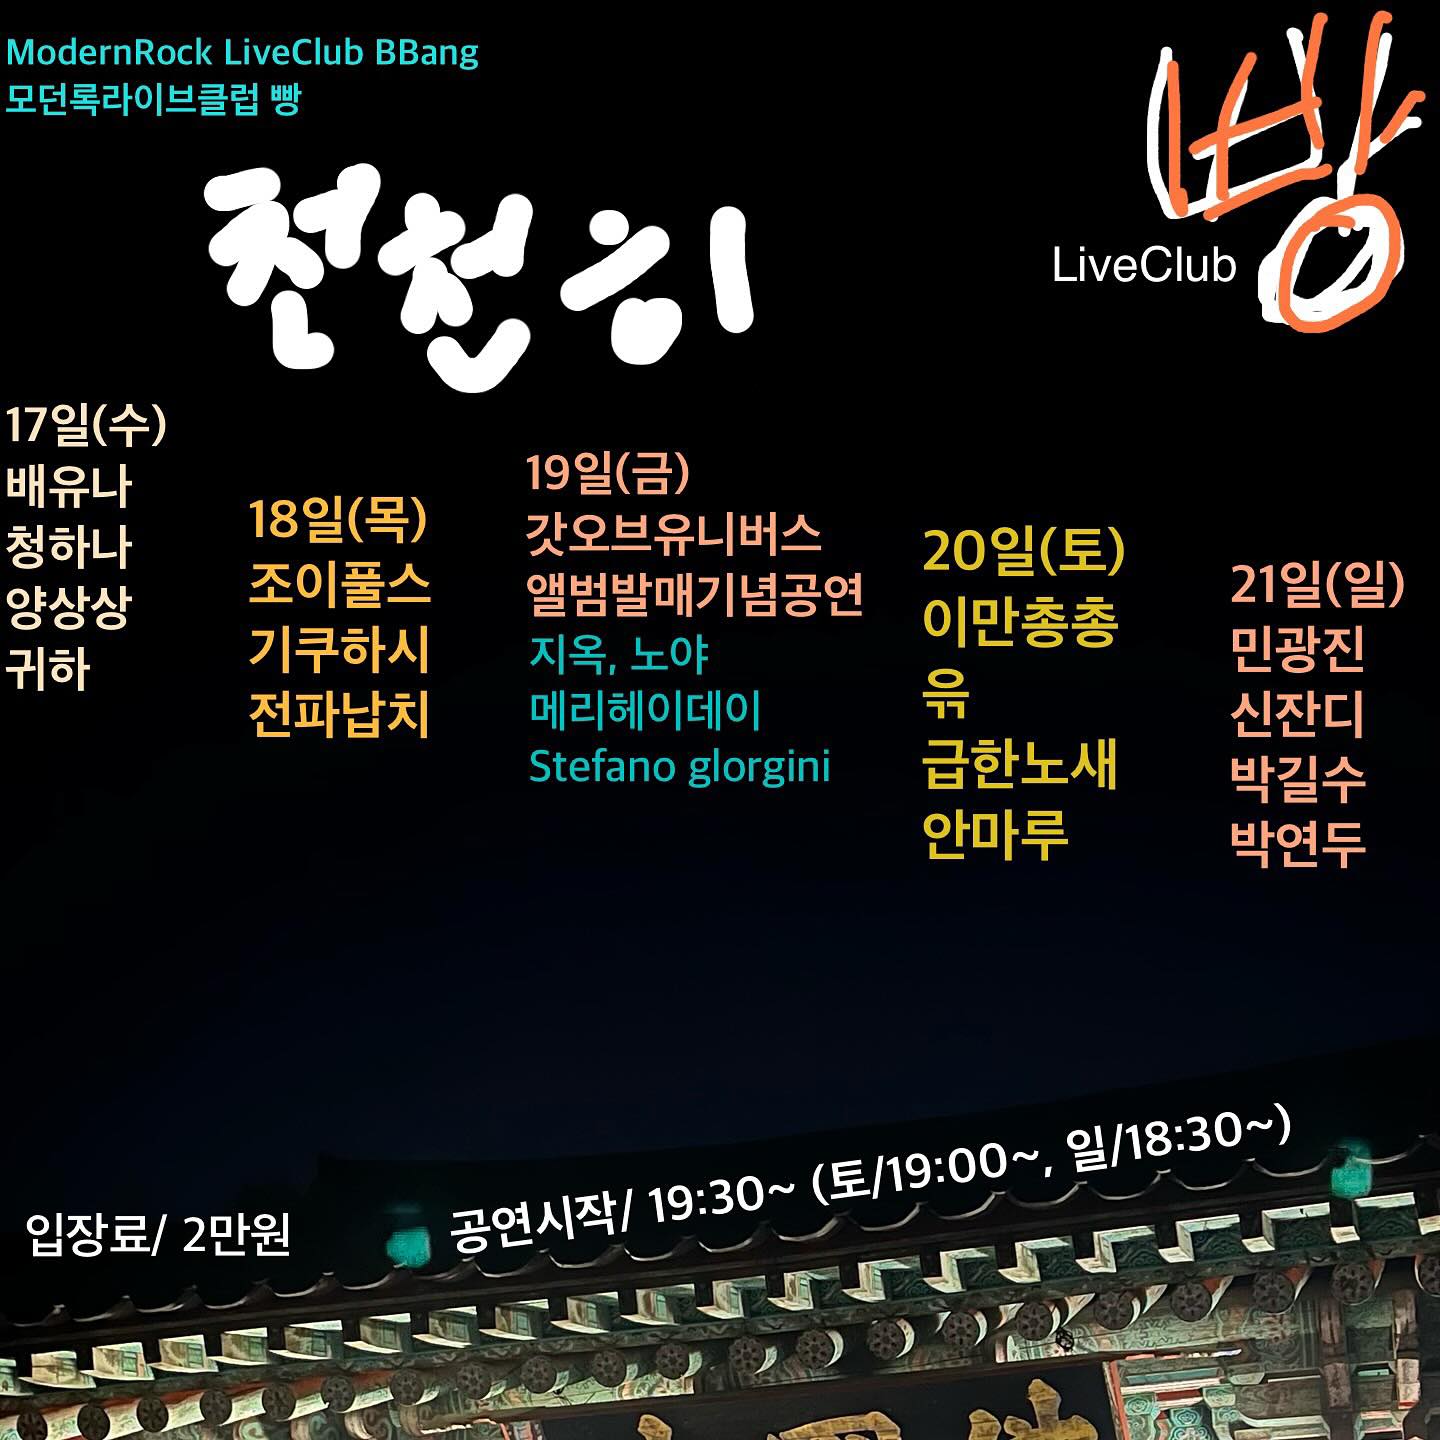 ModernRock LiveClub BBang
모던록라이브클럽 빵
빵
LiveClub
천천히
17일(수)
배유나
청하나
양상상
귀하
18일(목)
조이풀스
기쿠하시
전파납치
19일(금)
갓오브유니버스
앨범발매기념공연
지옥, 노야
메리헤이데이
Stefano glorgini
20일(토)
이만총총
윾
급한노새
안마루
21일(일)
민광진
신잔디
박길수
박연두
입장료/ 2만원
공연시작/ 19:30~ (토/19:00~, 일/18:30~)